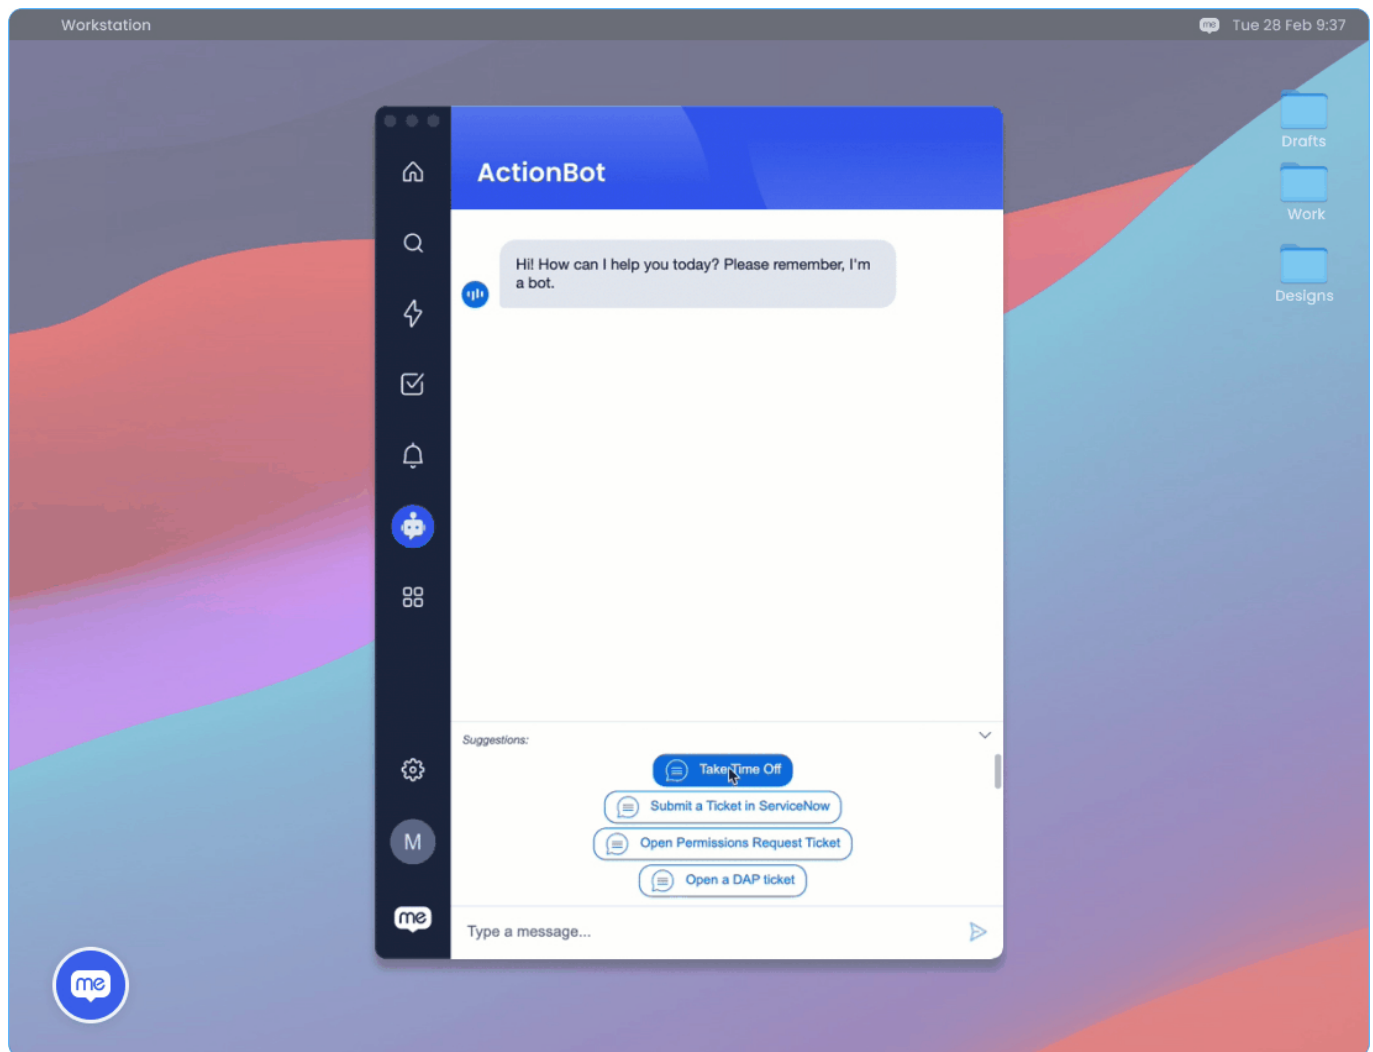 Workstation
me
Tue 28 Feb 9:37
Drafts
Work
Designs
ActionBot
Hi! How can I help you today? Please remember, I'm
a bot.
Suggestions:
Take Time Off
Submit a Ticket in ServiceNow
Open Permissions Request Ticket
Open a DAP ticket
Type a message...
M
me
me